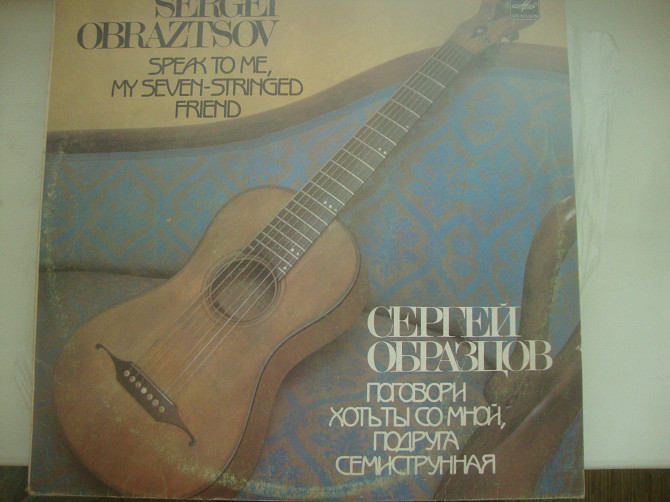 SERGEI
OBRAZTSOV
SPEAK TO ME,
MY SEVEN-STRINGED
FRIEND
СЕРГЕЙ
ОБРАЗЦОВ
ПОГОВОРИ
ХОТЬ ТЫ СО МНОЙ,
ПОДРУГА
СЕМИСТРУННАЯ